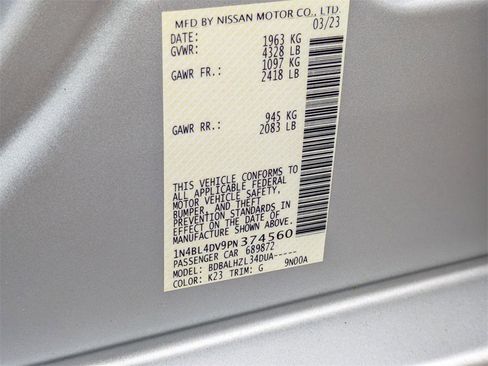 MFD BY NISSAN MOTOR CO., LTD.
DATE: 03/23
GVWR: 1963 KG
4328 LB
GAWR FR.: 1097 KG
2418 LB
GAWR RR.: 945 KG
2083 LB
THIS VEHICLE CONFORMS TO
ALL APPLICABLE FEDERAL
MOTOR VEHICLE SAFETY,
BUMPER, AND THEFT
PREVENTION STANDARDS IN
EFFECT ON THE DATE OF
MANUFACTURE SHOWN ABOVE.
1N4BL4DV9PN374560
PASSENGER CAR 689872
MODEL: BDBALHZL34DUA-----
COLOR: K23 TRIM: G 9N00A